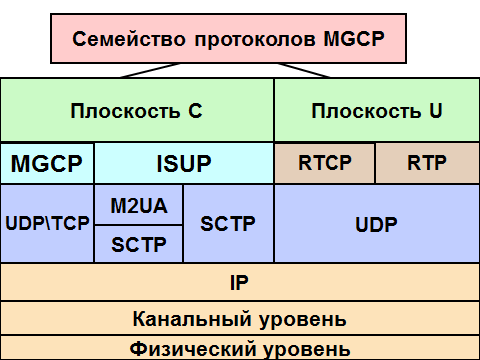 Семейство протоколов MGCP
Плоскость C
Плоскость U
MGCP
ISUP
RTCP
RTP
UDP\TCP
M2UA
SCTP
SCTP
UDP
IP
Канальный уровень
Физический уровень